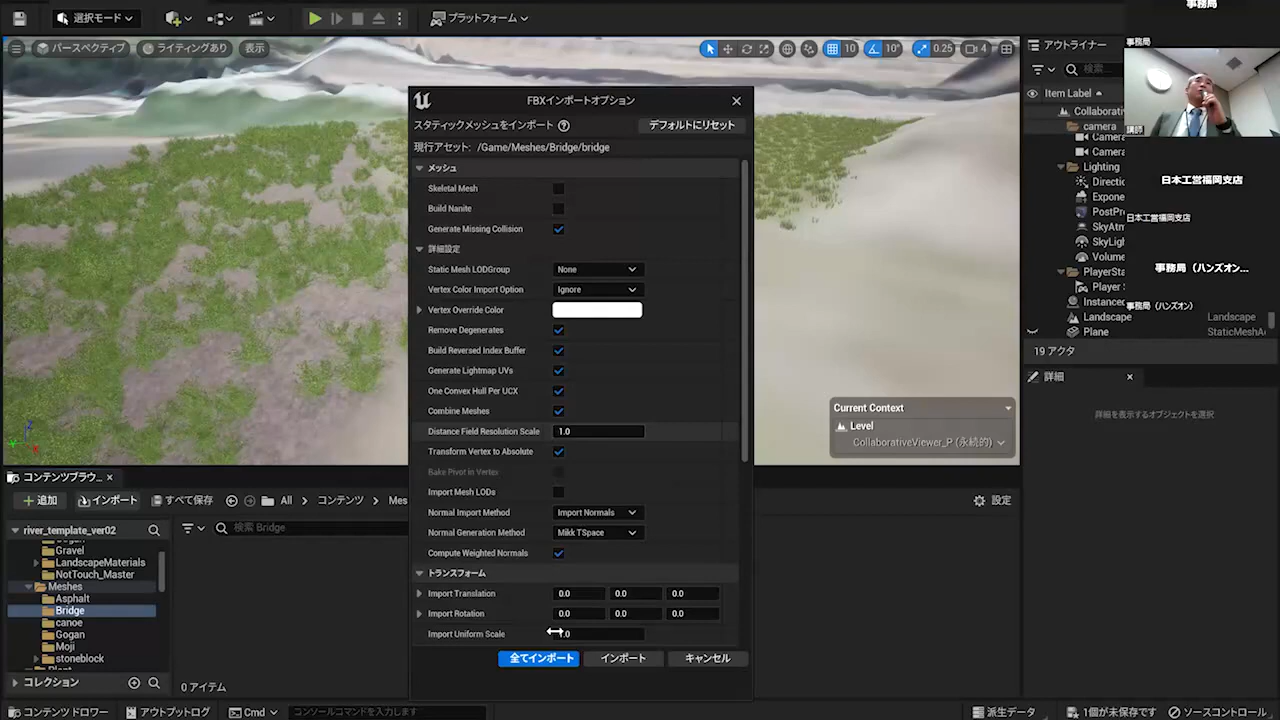 選択モード
プラットフォーム
事務局
パースペクティブ
ライティングあり
表示
10
10°
0.25
4
アウトライナー
事務局
検索...
Item Label
講師
FBXインポートオプション
スタティックメッシュをインポート
デフォルトにリセット
現行アセット: /Game/Meshes/Bridge/bridge
メッシュ
Skeletal Mesh
Build Nanite
Generate Missing Collision
詳細設定
Static Mesh LODGroup None
Vertex Color Import Option Ignore
Vertex Override Color
Remove Degenerates
Build Reversed Index Buffer
Generate Lightmap UVs
One Convex Hull Per UCX
Combine Meshes
Distance Field Resolution Scale 1.0
Transform Vertex to Absolute
Bake Pivot in Vertex
Import Mesh LODs
Normal Import Method Import Normals
Normal Generation Method Mikk TSpace
Compute Weighted Normals
トランスフォーム
Import Translation 0.0 0.0 0.0
Import Rotation 0.0 0.0 0.0
Import Uniform Scale 1.0
全てインポート
インポート
キャンセル
Collaborativ
camera
Camera
Camera
Lighting
Directic
Expone
PostPr
SkyAtm
SkyLigh
Volume
PlayerSta
Player S
Instance
Landscape Landscape
Plane StaticMeshA
日本工営福岡支店
日本工営福岡支店
事務局（ハンズオン...
事務局（ハンズオン）
19 アクタ
詳細
詳細を表示するオブジェクトを選択
Current Context
Level
CollaborativeViewer_P (永続的)
コンテンツブラウ
追加
インポート
すべて保存
All
コンテンツ
Mes
設定
river_template_ver02
検索 Bridge
Gravel
LandscapeMaterials
NotTouch_Master
Meshes
Asphalt
Bridge
canoe
Gogan
Moji
stoneblock
コレクション
0 アイテム
コンテンツドロワー
アウトプットログ
Cmd
コンソールコマンドを入力します
派生データ
1個が未保存です
ソースコントロール